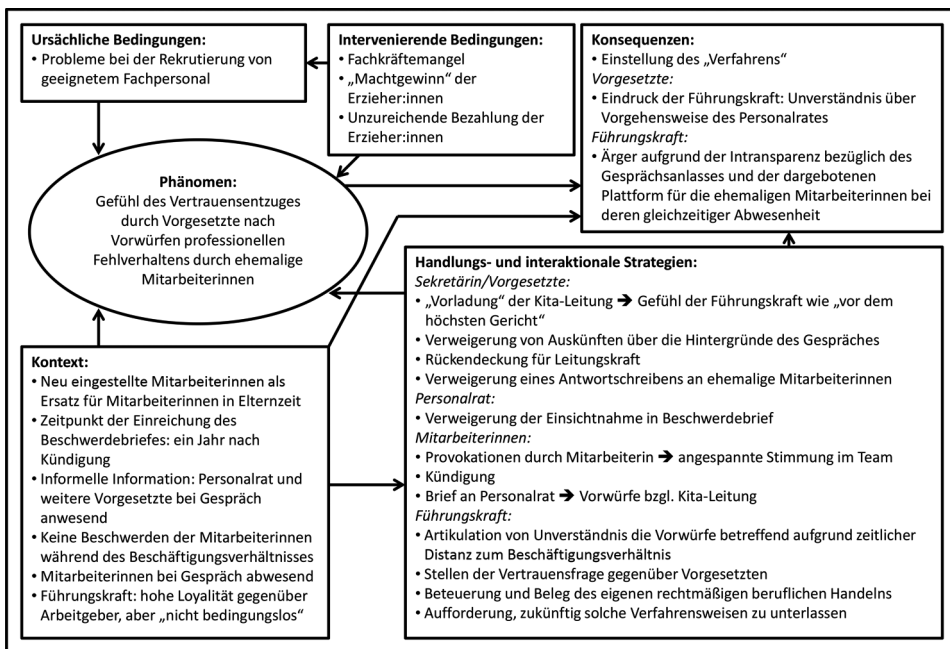 Ursächliche Bedingungen:
• Probleme bei der Rekrutierung von
geeignetem Fachpersonal
Intervenierende Bedingungen:
• Fachkräftemangel
• „Machtgewinn“ der
Erzieher:innen
• Unzureichende Bezahlung der
Erzieher:innen
Konsequenzen:
• Einstellung des „Verfahrens“
Vorgesetzte:
• Eindruck der Führungskraft: Unverständnis über
Vorgehensweise des Personalrates
Führungskraft:
• Ärger aufgrund der Intransparenz bezüglich des
Gesprächsanlasses und der dargebotenen
Plattform für die ehemaligen Mitarbeiterinnen bei
deren gleichzeitiger Abwesenheit
Phänomen:
Gefühl des Vertrauensentzuges
durch Vorgesetzte nach
Vorwürfen professionellen
Fehlverhaltens durch ehemalige
Mitarbeiterinnen
Kontext:
• Neu eingestellte Mitarbeiterinnen als
Ersatz für Mitarbeiterinnen in Elternzeit
• Zeitpunkt der Einreichung des
Beschwerdebriefes: ein Jahr nach
Kündigung
• Informelle Information: Personalrat und
weitere Vorgesetzte bei Gespräch
anwesend
• Keine Beschwerden der Mitarbeiterinnen
während des Beschäftigungsverhältnisses
• Mitarbeiterinnen bei Gespräch abwesend
• Führungskraft: hohe Loyalität gegenüber
Arbeitgeber, aber „nicht bedingungslos“
Handlungs- und interaktionale Strategien:
Sekretärin/Vorgesetzte:
• „Vorladung“ der Kita-Leitung ➔ Gefühl der Führungskraft wie „vor dem
höchsten Gericht“
• Verweigerung von Auskünften über die Hintergründe des Gespräches
• Rückendeckung für Leitungskraft
• Verweigerung eines Antwortschreibens an ehemalige Mitarbeiterinnen
Personalrat:
• Verweigerung der Einsichtnahme in Beschwerdebrief
Mitarbeiterinnen:
• Provokationen durch Mitarbeiterin ➔ angespannte Stimmung im Team
• Kündigung
• Brief an Personalrat ➔ Vorwürfe bzgl. Kita-Leitung
Führungskraft:
• Artikulation von Unverständnis die Vorwürfe betreffend aufgrund zeitlicher
Distanz zum Beschäftigungsverhältnis
• Stellen der Vertrauensfrage gegenüber Vorgesetzten
• Beteuerung und Beleg des eigenen rechtmäßigen beruflichen Handelns
• Aufforderung, zukünftig solche Verfahrensweisen zu unterlassen